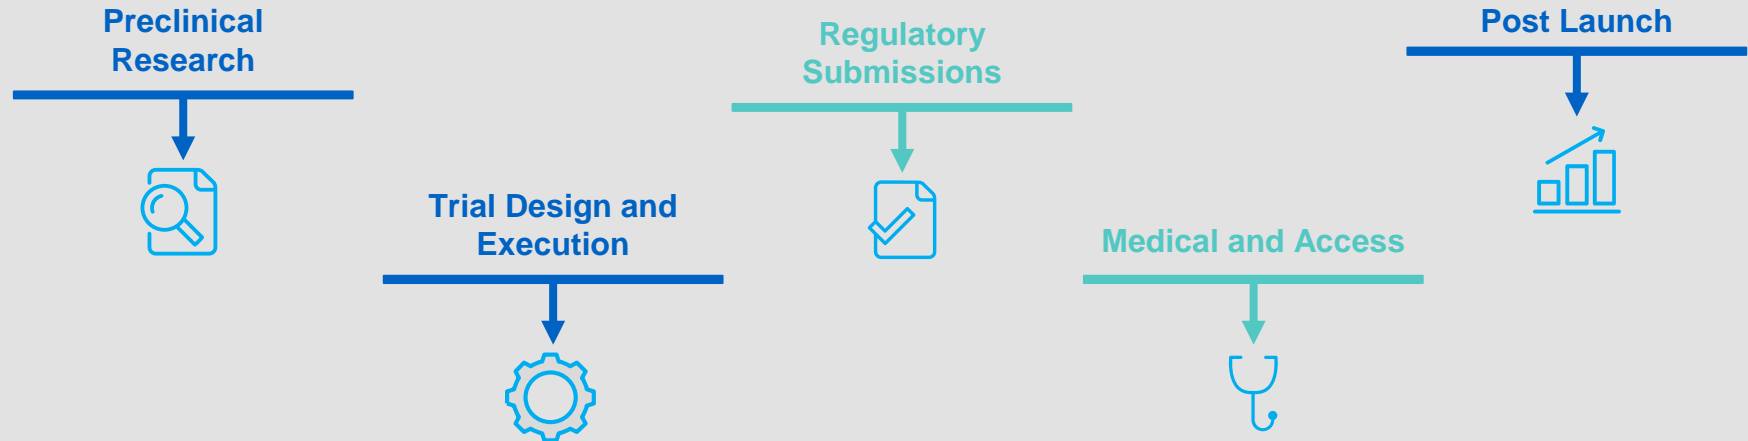 Preclinical
Research
Trial Design and
Execution
Regulatory
Submissions
Medical and Access
Post Launch